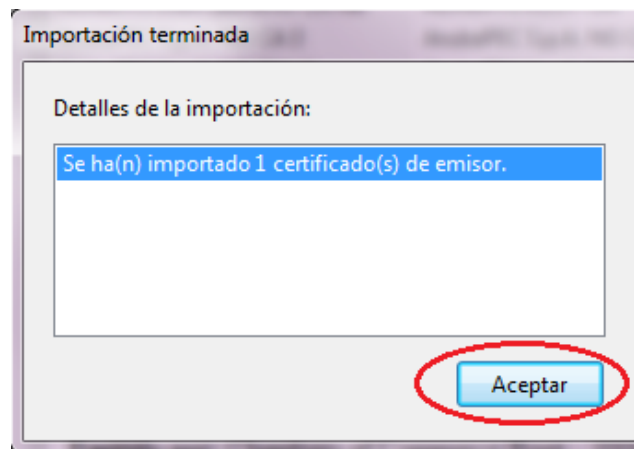 Importación terminada
Detalles de la importación:
Se ha(n) importado 1 certificado(s) de emisor.
Aceptar